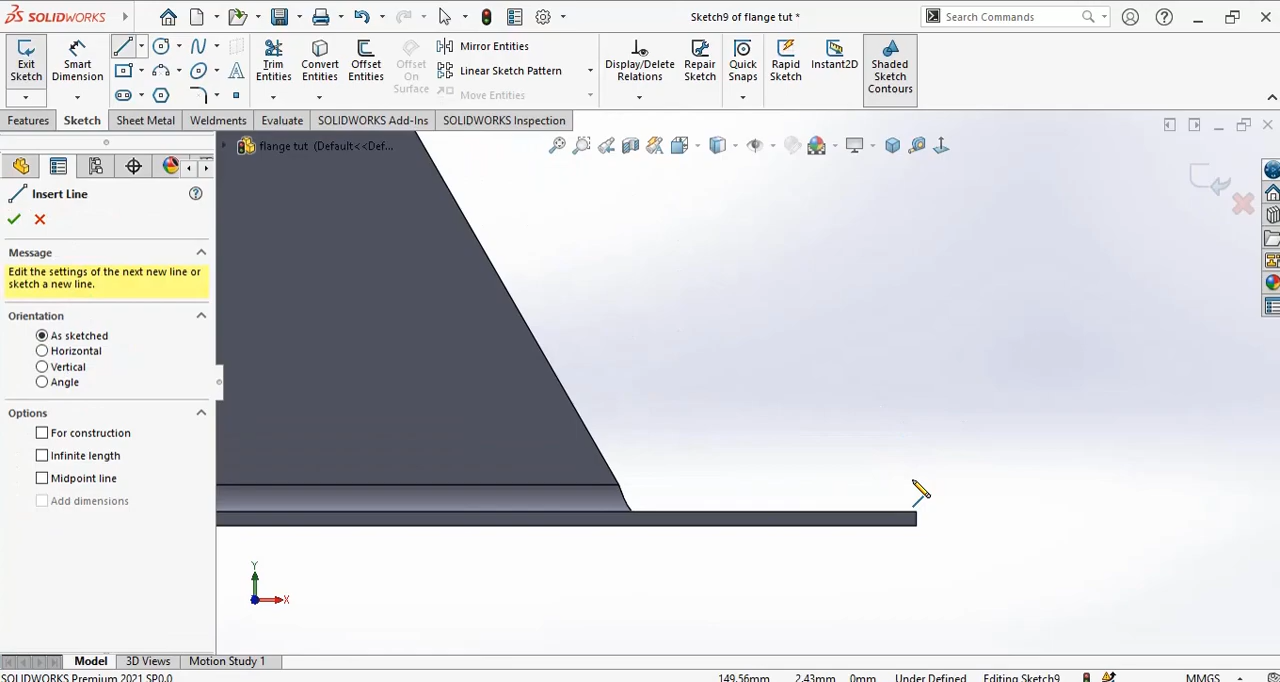 SOLIDWORKS
Sketch9 of flange tut *
Search Commands
Exit Sketch
Smart Dimension
Trim Entities
Convert Entities
Offset Entities
Offset On Surface
Mirror Entities
Linear Sketch Pattern
Move Entities
Display/Delete Relations
Repair Sketch
Quick Snaps
Rapid Sketch
Instant2D
Shaded Sketch Contours
Features
Sketch
Sheet Metal
Weldments
Evaluate
SOLIDWORKS Add-Ins
SOLIDWORKS Inspection
flange tut (Default<<Def...
Insert Line
Message
Edit the settings of the next new line or
sketch a new line.
Orientation
As sketched
Horizontal
Vertical
Angle
Options
For construction
Infinite length
Midpoint line
Add dimensions
Y
X
Model
3D Views
Motion Study 1
SOLIDWORKS Premium 2021 SP0.0
149.56mm
2.43mm
0mm
Under Defined
Editing Sketch9
MMGS